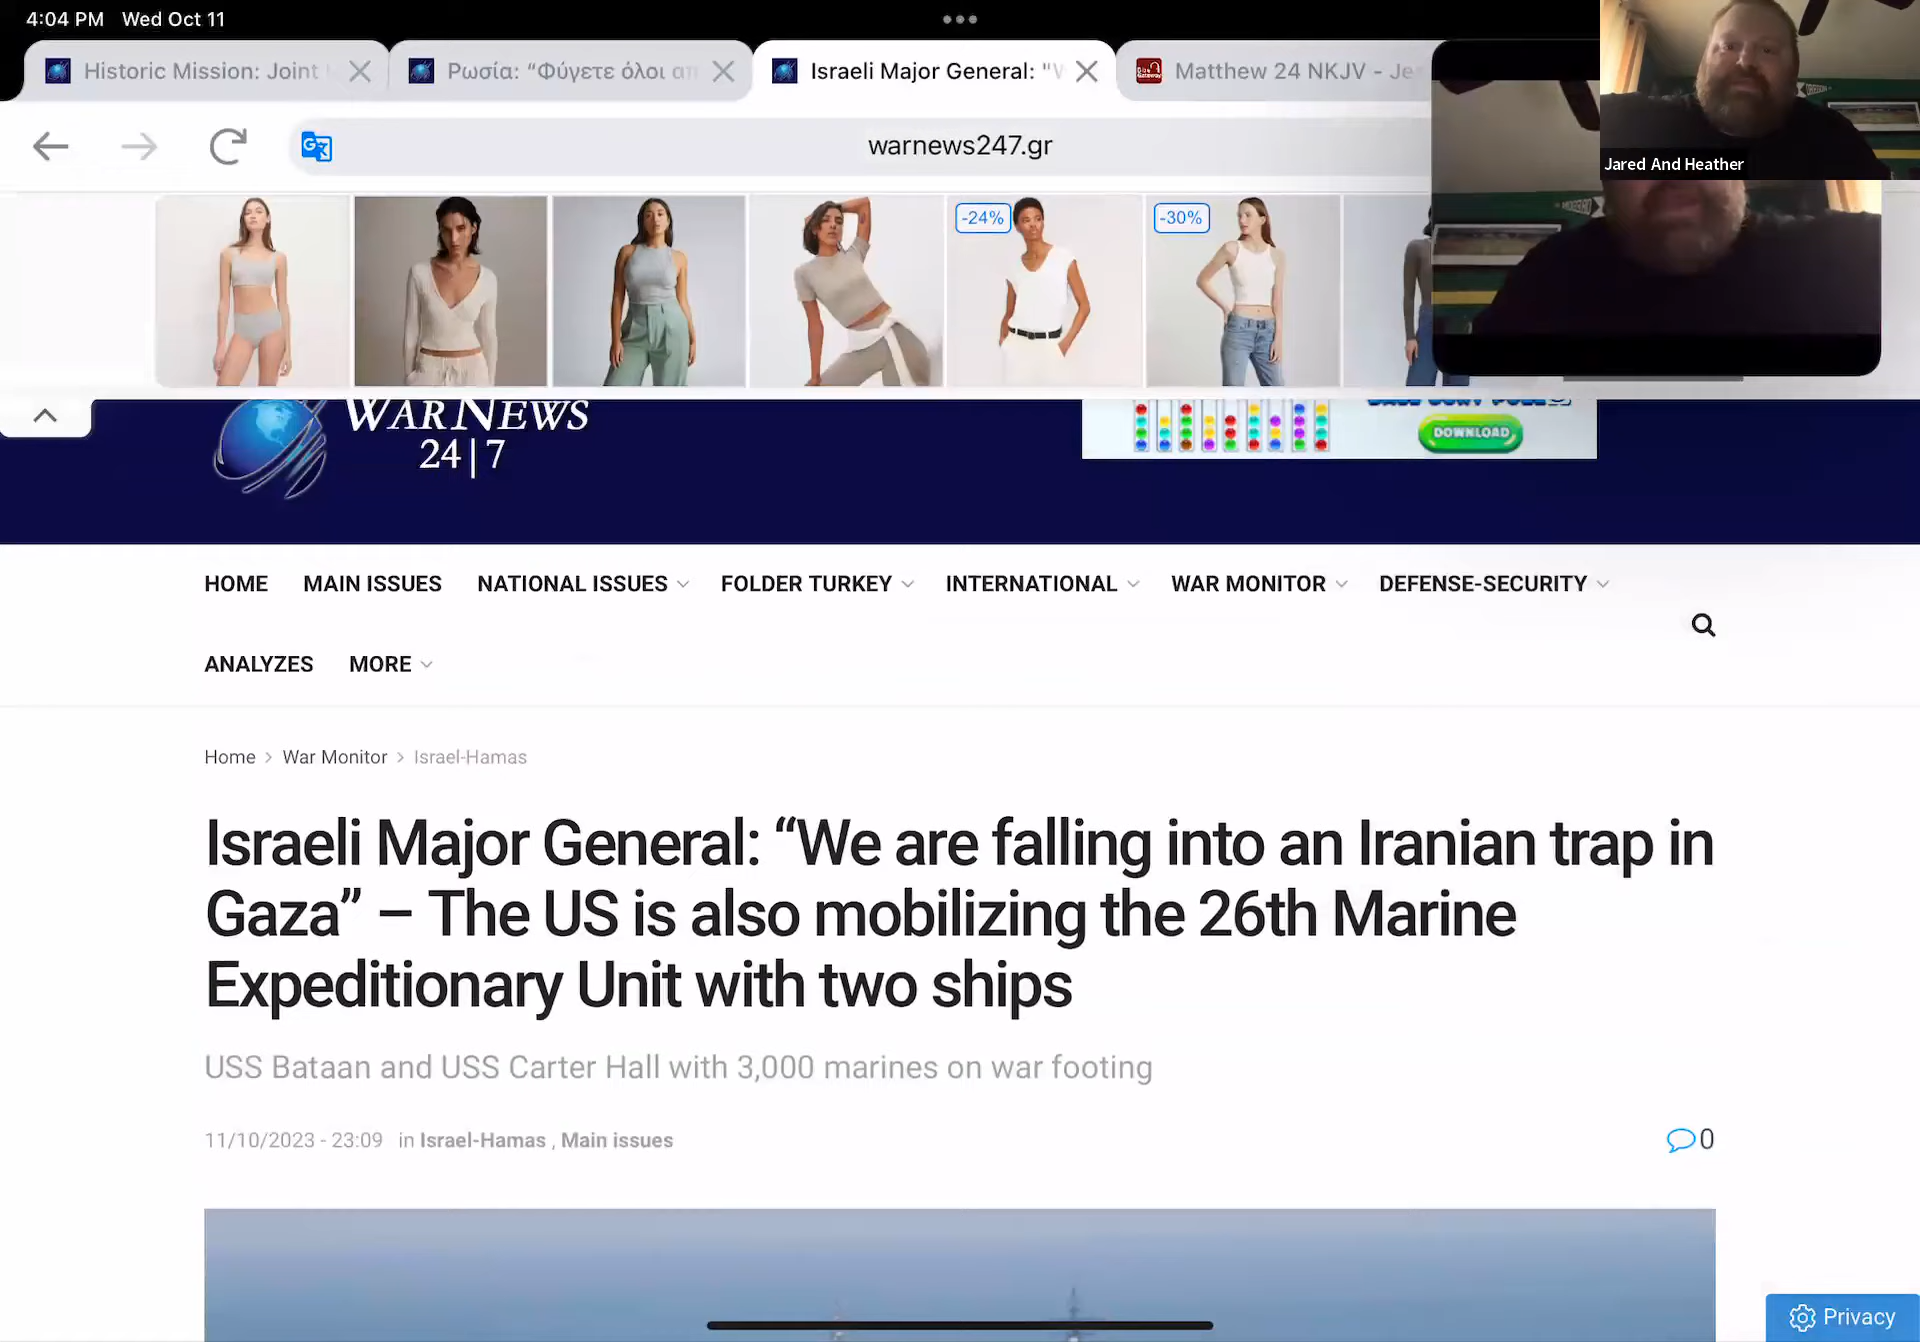 4:04 PM Wed Oct 11
Historic Mission: Joint
Ρωσία: “Φύγετε όλοι απ
Israeli Major General: "W
Matthew 24 NKJV - Je
warnews247.gr
Jared And Heather
-24%
-30%
WARNEWS
24|7
DOWNLOAD
HOME MAIN ISSUES NATIONAL ISSUES FOLDER TURKEY INTERNATIONAL WAR MONITOR DEFENSE-SECURITY
ANALYZES MORE
Home > War Monitor > Israel-Hamas
Israeli Major General: “We are falling into an Iranian trap in
Gaza” – The US is also mobilizing the 26th Marine
Expeditionary Unit with two ships
USS Bataan and USS Carter Hall with 3,000 marines on war footing
11/10/2023 - 23:09 in Israel-Hamas , Main issues
0
Privacy